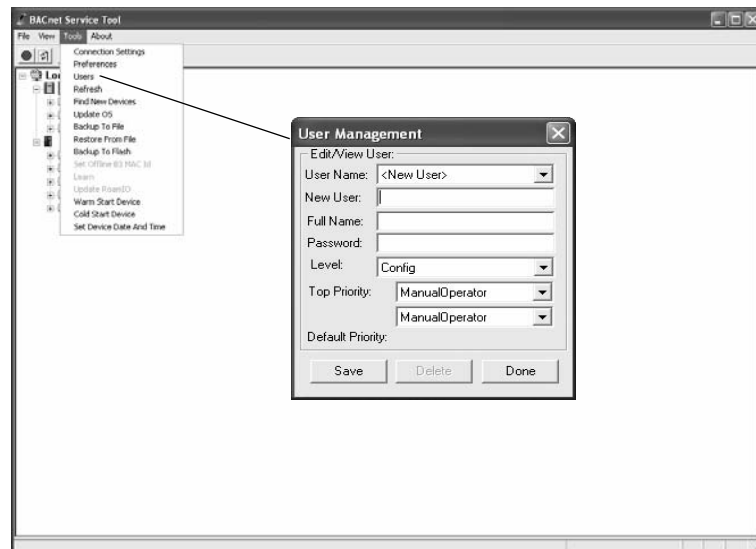 BACnet Service Tool
File View Tools About
Connection Settings
Preferences
Users
Refresh
Find New Devices
Update OS
Backup To File
Restore From File
Backup To Flash
Set Offline B3 MAC Id
Learn
Update RoamIO
Warm Start Device
Cold Start Device
Set Device Date And Time
User Management
Edit/View User:
User Name: <New User>
New User:
Full Name:
Password:
Level: Config
Top Priority: ManualOperator
ManualOperator
Default Priority:
Save Delete Done